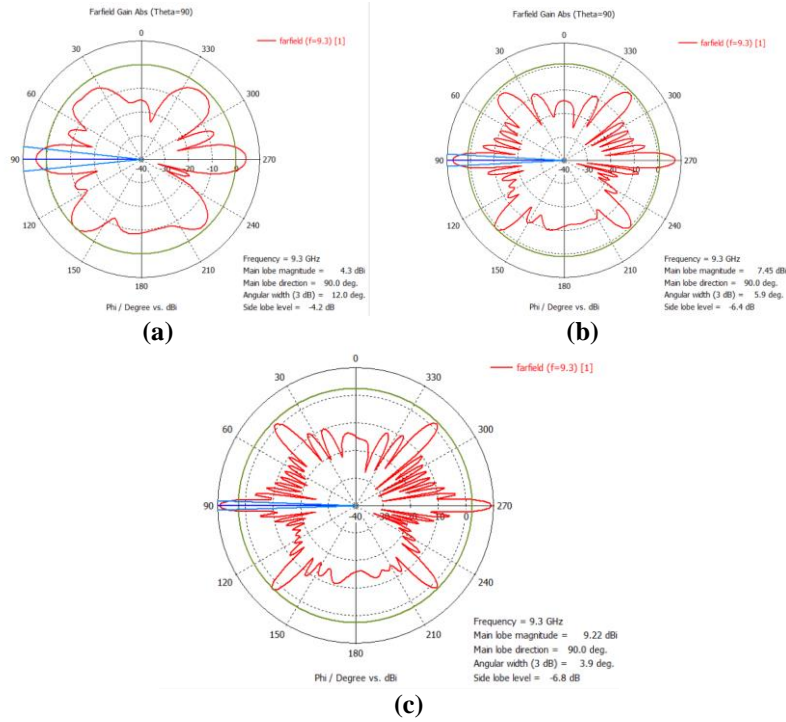 Farfield Gain Abs (Theta=90)
farfield (f=9.3) [1]
0
30
330
60
300
90
270
-40
-30
-20
-10
0
120
240
150
210
180
Frequency = 9.3 GHz
Main lobe magnitude = 4.3 dBi
Main lobe direction = 90.0 deg.
Angular width (3 dB) = 12.0 deg.
Side lobe level = -4.2 dB
Phi / Degree vs. dBi
(a)
Farfield Gain Abs (Theta=90)
farfield (f=9.3) [1]
0
30
330
60
300
90
270
-40
-30
-20
-10
0
120
240
150
210
180
Frequency = 9.3 GHz
Main lobe magnitude = 7.45 dBi
Main lobe direction = 90.0 deg.
Angular width (3 dB) = 5.9 deg.
Side lobe level = -6.4 dB
Phi / Degree vs. dBi
(b)
0
farfield (f=9.3) [1]
30
330
60
300
90
270
-40
-30
-20
-10
0
120
240
150
210
180
Frequency = 9.3 GHz
Main lobe magnitude = 9.22 dBi
Main lobe direction = 90.0 deg.
Angular width (3 dB) = 3.9 deg.
Side lobe level = -6.8 dB
Phi / Degree vs. dBi
(c)